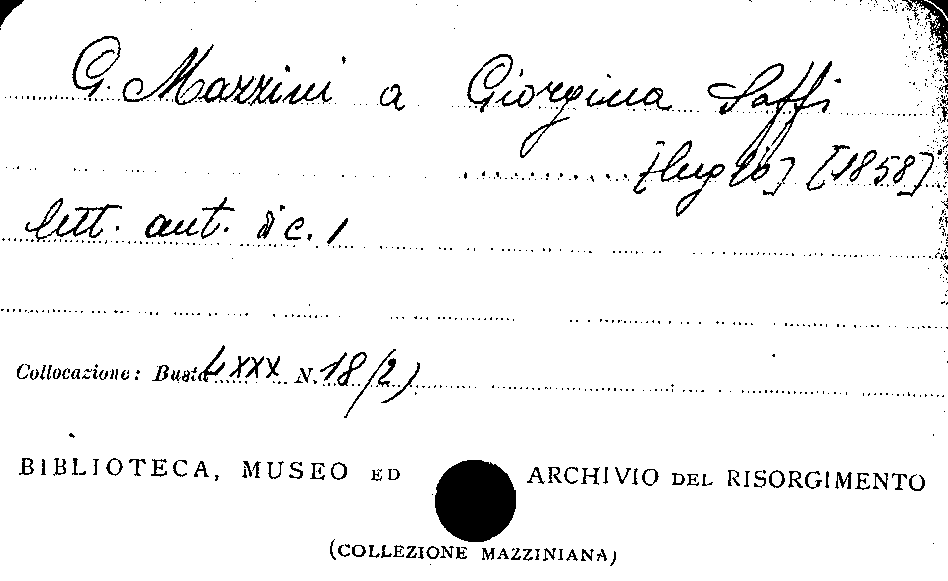 G. Mazzini a Giorgina Saffi
[luglio] [1858]
lett. aut. di c. 1
Collocazione: Busta LXXX N. 18/2)
BIBLIOTECA, MUSEO ED ARCHIVIO DEL RISORGIMENTO
(COLLEZIONE MAZZINIANA)